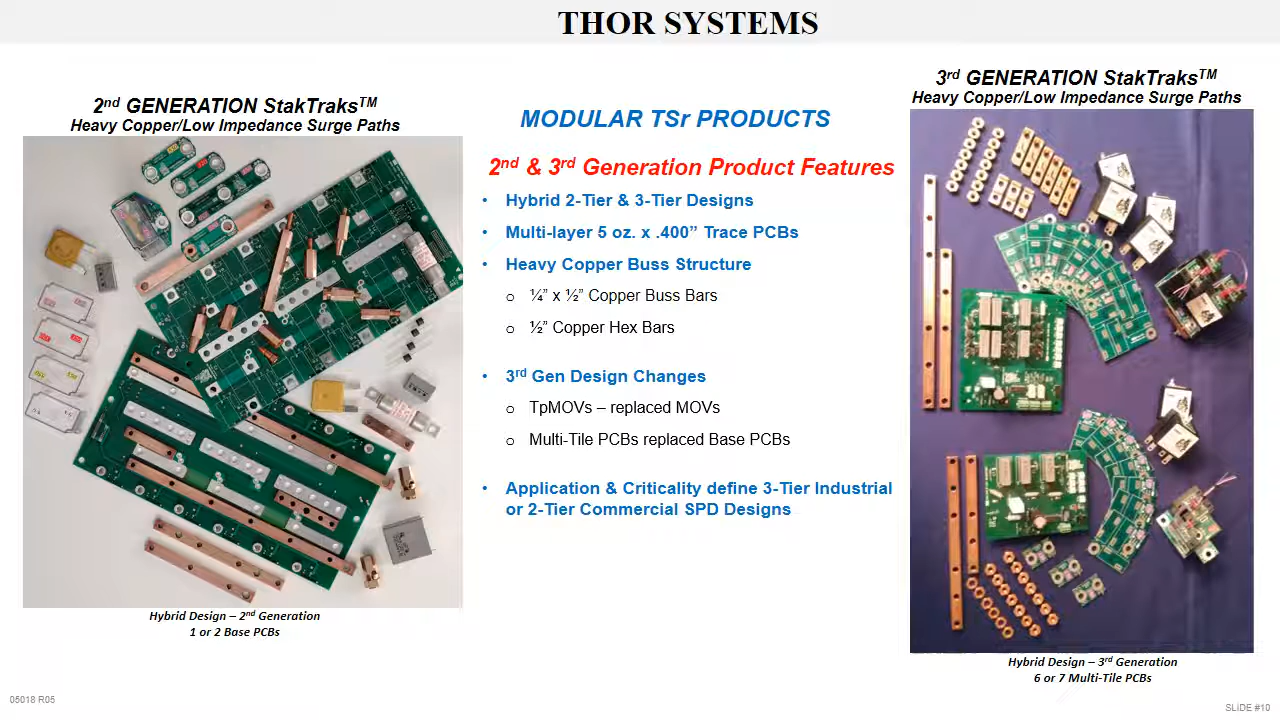 THOR SYSTEMS
2nd GENERATION StakTraksTM
Heavy Copper/Low Impedance Surge Paths
Hybrid Design – 2nd Generation
1 or 2 Base PCBs
MODULAR TSr PRODUCTS
2nd & 3rd Generation Product Features
• Hybrid 2-Tier & 3-Tier Designs
• Multi-layer 5 oz. x .400” Trace PCBs
• Heavy Copper Buss Structure
o ¼” x ½” Copper Buss Bars
o ½” Copper Hex Bars
• 3rd Gen Design Changes
o TpMOVs – replaced MOVs
o Multi-Tile PCBs replaced Base PCBs
• Application & Criticality define 3-Tier Industrial
or 2-Tier Commercial SPD Designs
3rd GENERATION StakTraksTM
Heavy Copper/Low Impedance Surge Paths
Hybrid Design – 3rd Generation
6 or 7 Multi-Tile PCBs
05018 R05
SLIDE #10